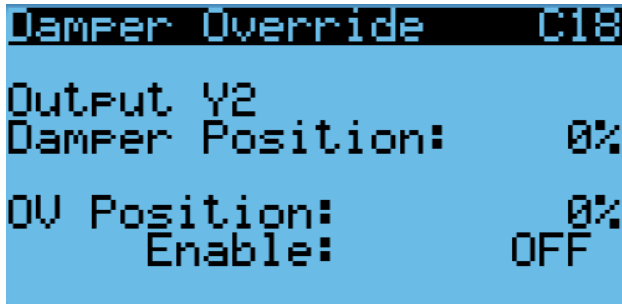 Damper Override C18
Output Y2
Damper Position: 0%
OV Position: 0%
Enable: OFF